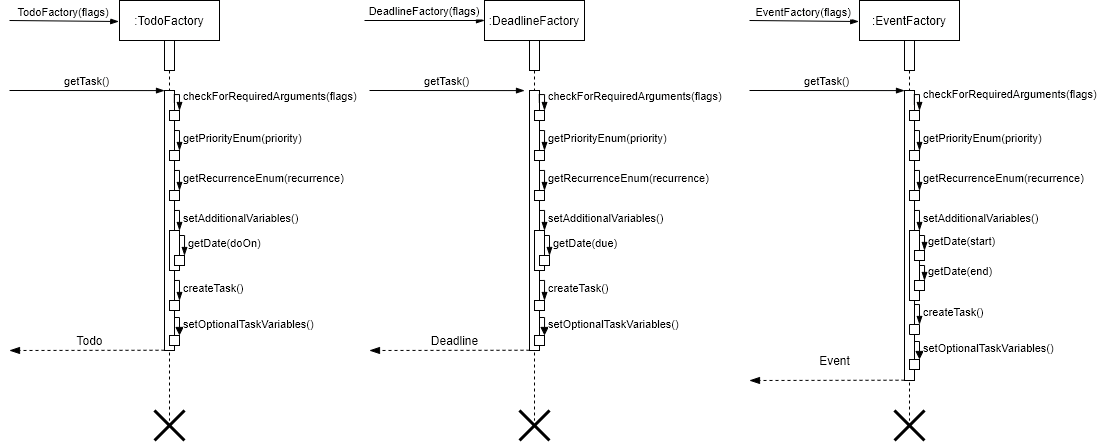 TodoFactory(flags)
:TodoFactory
getTask()
checkForRequiredArguments(flags)
getPriorityEnum(priority)
getRecurrenceEnum(recurrence)
setAdditionalVariables()
getDate(doOn)
createTask()
setOptionalTaskVariables()
Todo
DeadlineFactory(flags)
:DeadlineFactory
getTask()
checkForRequiredArguments(flags)
getPriorityEnum(priority)
getRecurrenceEnum(recurrence)
setAdditionalVariables()
getDate(due)
createTask()
setOptionalTaskVariables()
Deadline
EventFactory(flags)
:EventFactory
getTask()
checkForRequiredArguments(flags)
getPriorityEnum(priority)
getRecurrenceEnum(recurrence)
setAdditionalVariables()
getDate(start)
getDate(end)
createTask()
setOptionalTaskVariables()
Event